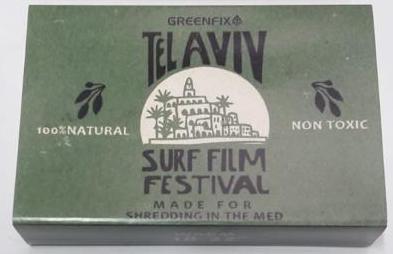 GREENFIX
TEL AVIV
100% NATURAL
NON TOXIC
SURF FILM
FESTIVAL
MADE FOR
SHREDDING IN THE MED